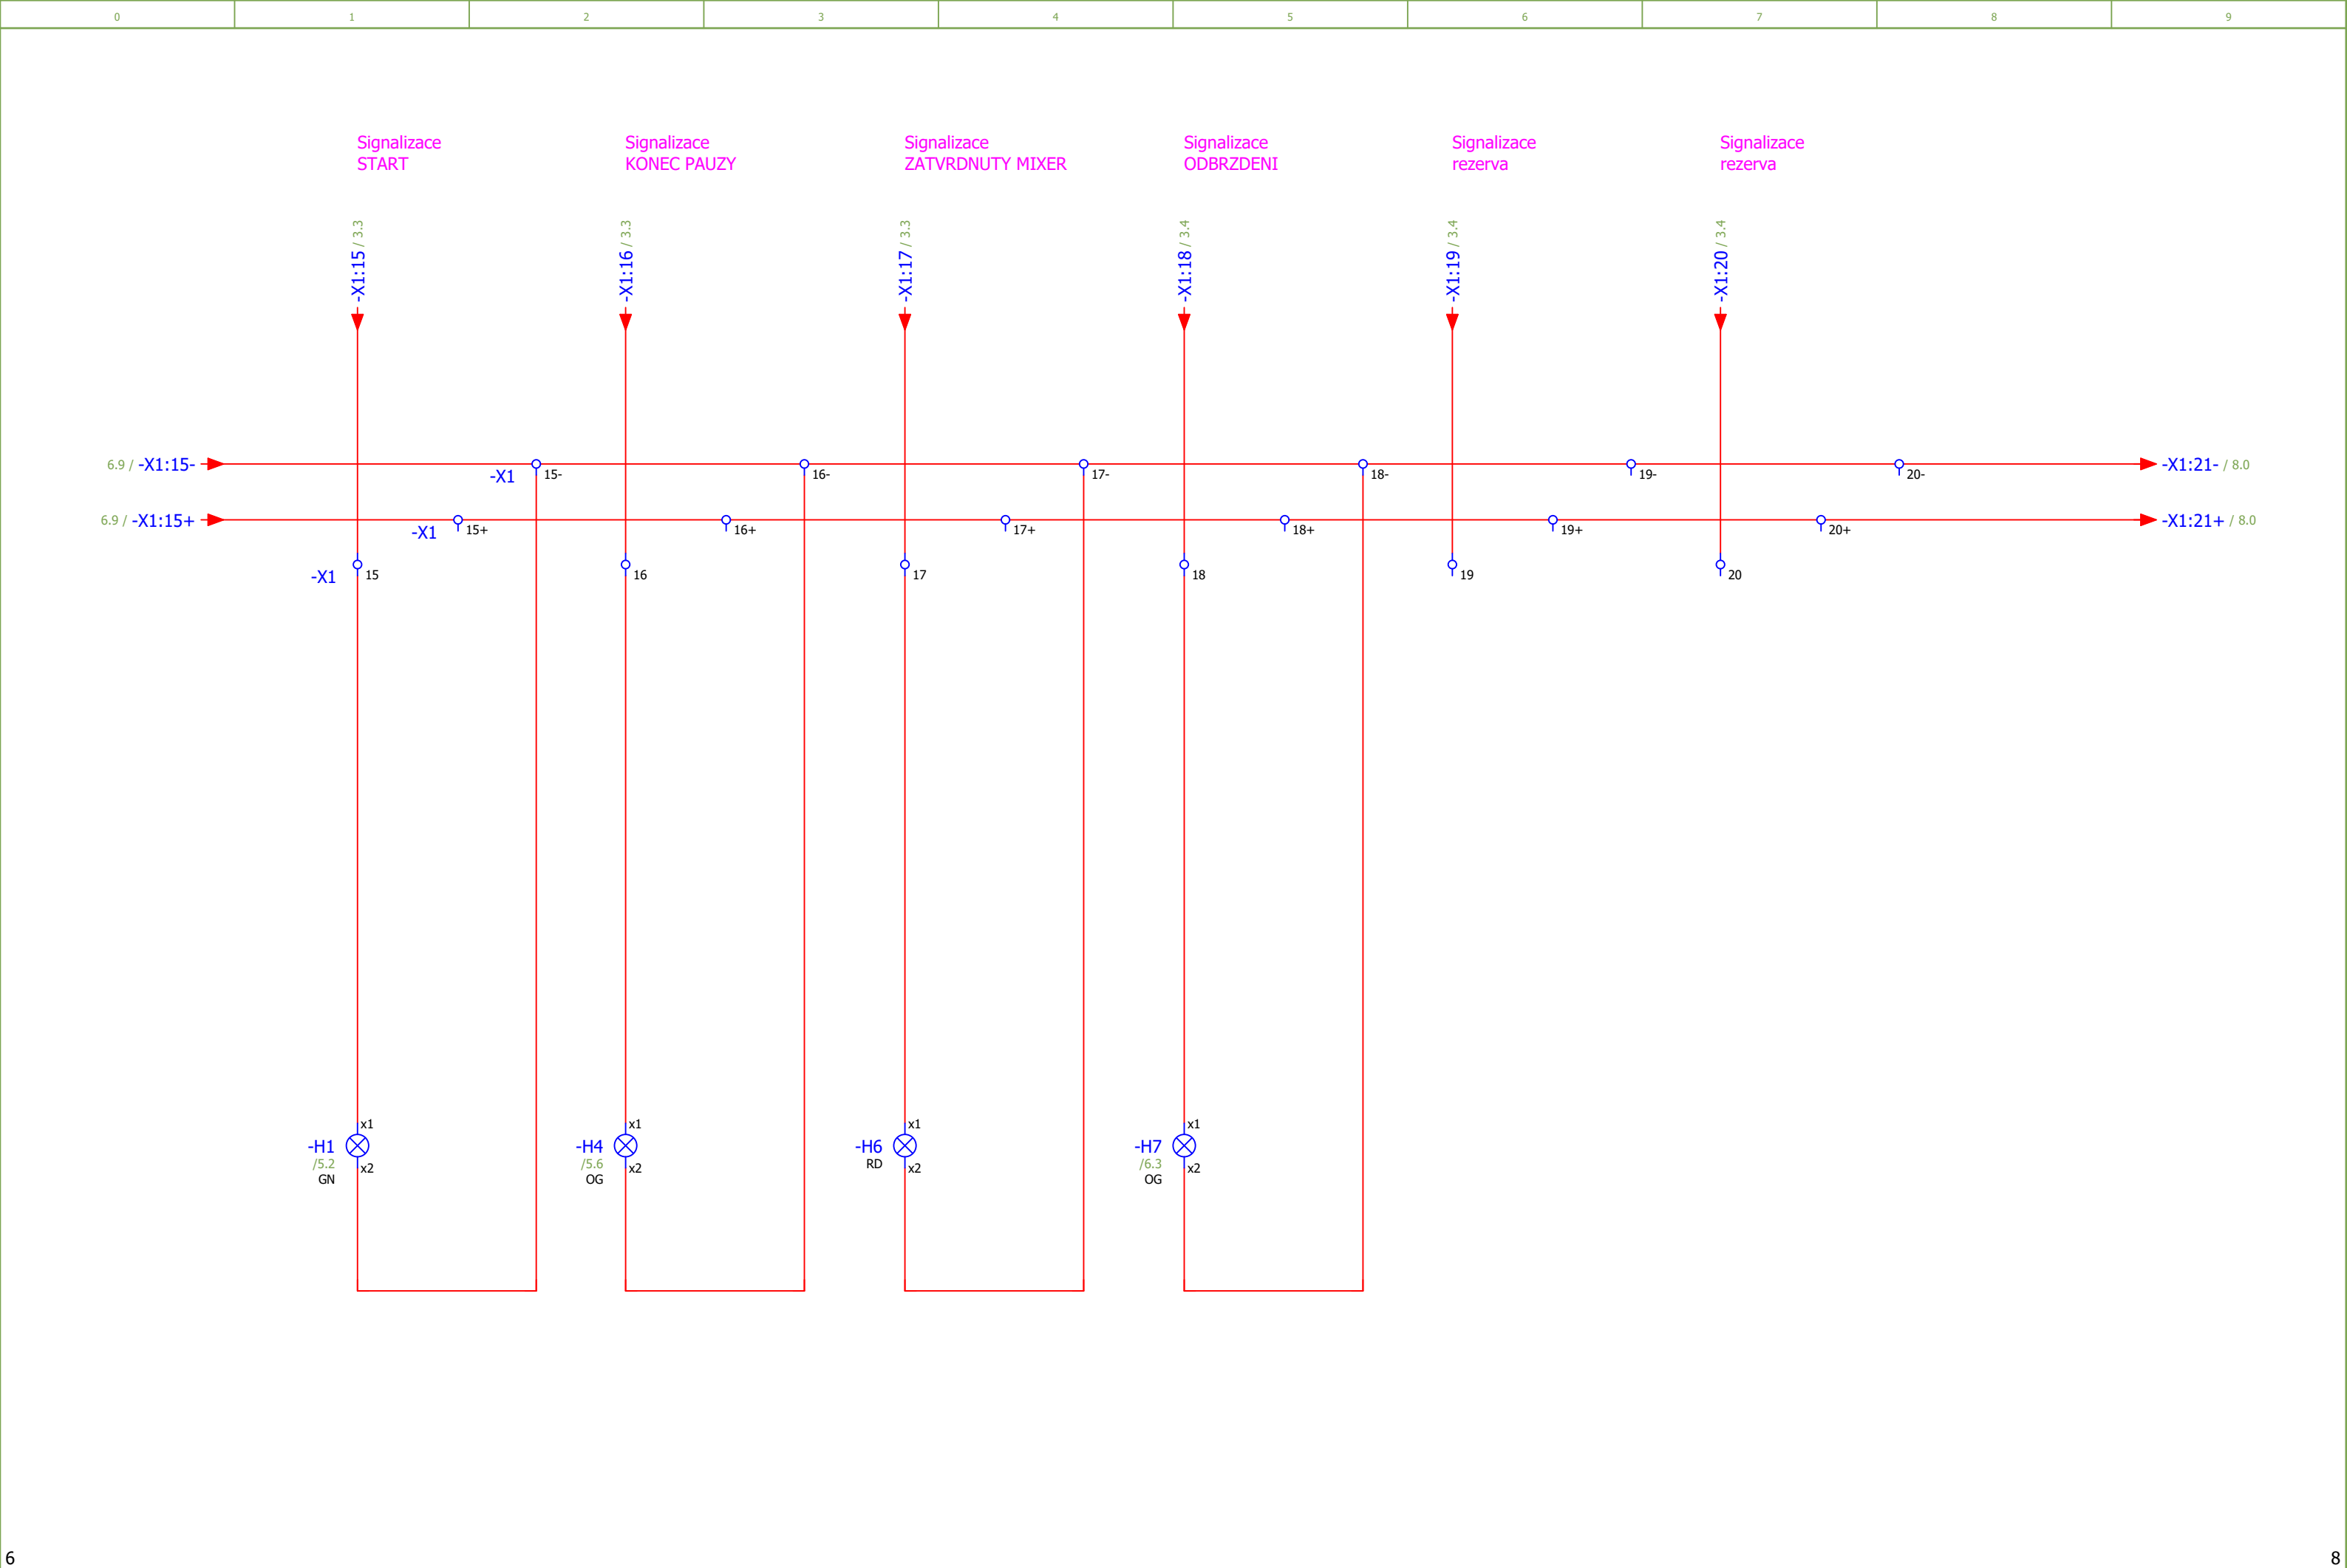 0 1 2 3 4 5 6 7 8 9
Signalizace Signalizace Signalizace Signalizace Signalizace Signalizace
START KONEC PAUZY ZATVRDNUTY MIXER ODBRZDENI rezerva rezerva
-X1:15 / 3.3
-X1:16 / 3.3
-X1:17 / 3.3
-X1:18 / 3.4
-X1:19 / 3.4
-X1:20 / 3.4
6.9 / -X1:15- -X1:21- / 8.0
-X1 15- 16- 17- 18- 19- 20-
6.9 / -X1:15+ -X1:21+ / 8.0
-X1 15+ 16+ 17+ 18+ 19+ 20+
-X1 15 16 17 18 19 20
x1 x1 x1 x1
-H1 -H4 -H6 -H7
/5.2 /5.6 RD /6.3
x2 x2 x2 x2
GN OG OG
6 8